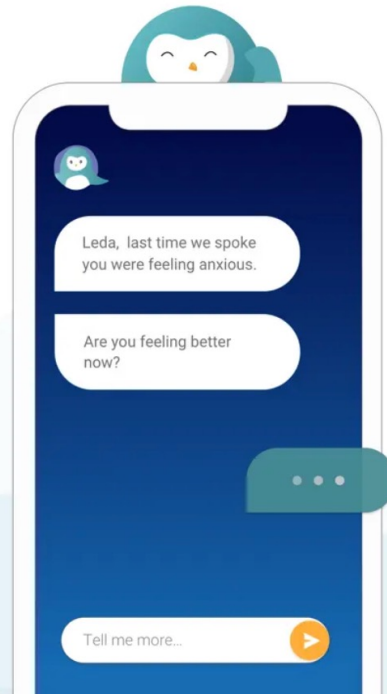 Leda, last time we spoke
you were feeling anxious.
Are you feeling better
now?
Tell me more...